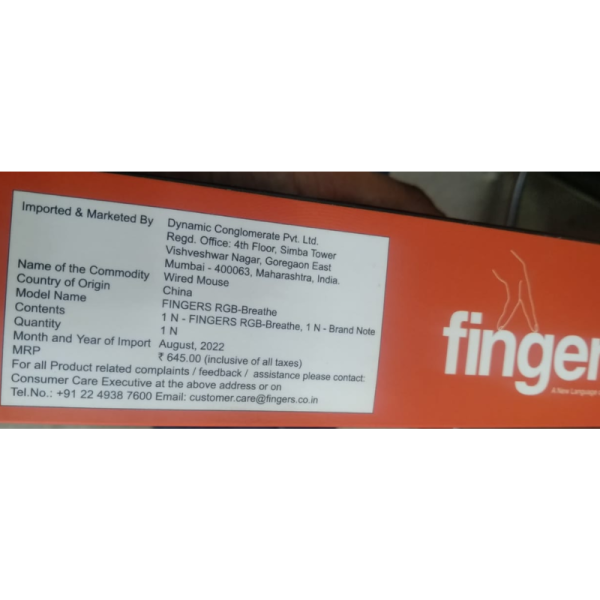 Imported & Marketed By Dynamic Conglomerate Pvt. Ltd.
Regd. Office: 4th Floor, Simba Tower
Vishveshwar Nagar, Goregaon East
Mumbai - 400063, Maharashtra, India.
Name of the Commodity Wired Mouse
Country of Origin China
Model Name FINGERS RGB-Breathe
Contents 1 N - FINGERS RGB-Breathe, 1 N - Brand Note
Quantity 1 N
Month and Year of Import August, 2022
MRP ₹ 645.00 (inclusive of all taxes)
For all Product related complaints / feedback / assistance please contact:
Consumer Care Executive at the above address or on
Tel.No.: +91 22 4938 7600 Email: customer.care@fingers.co.in
finger
A New Language